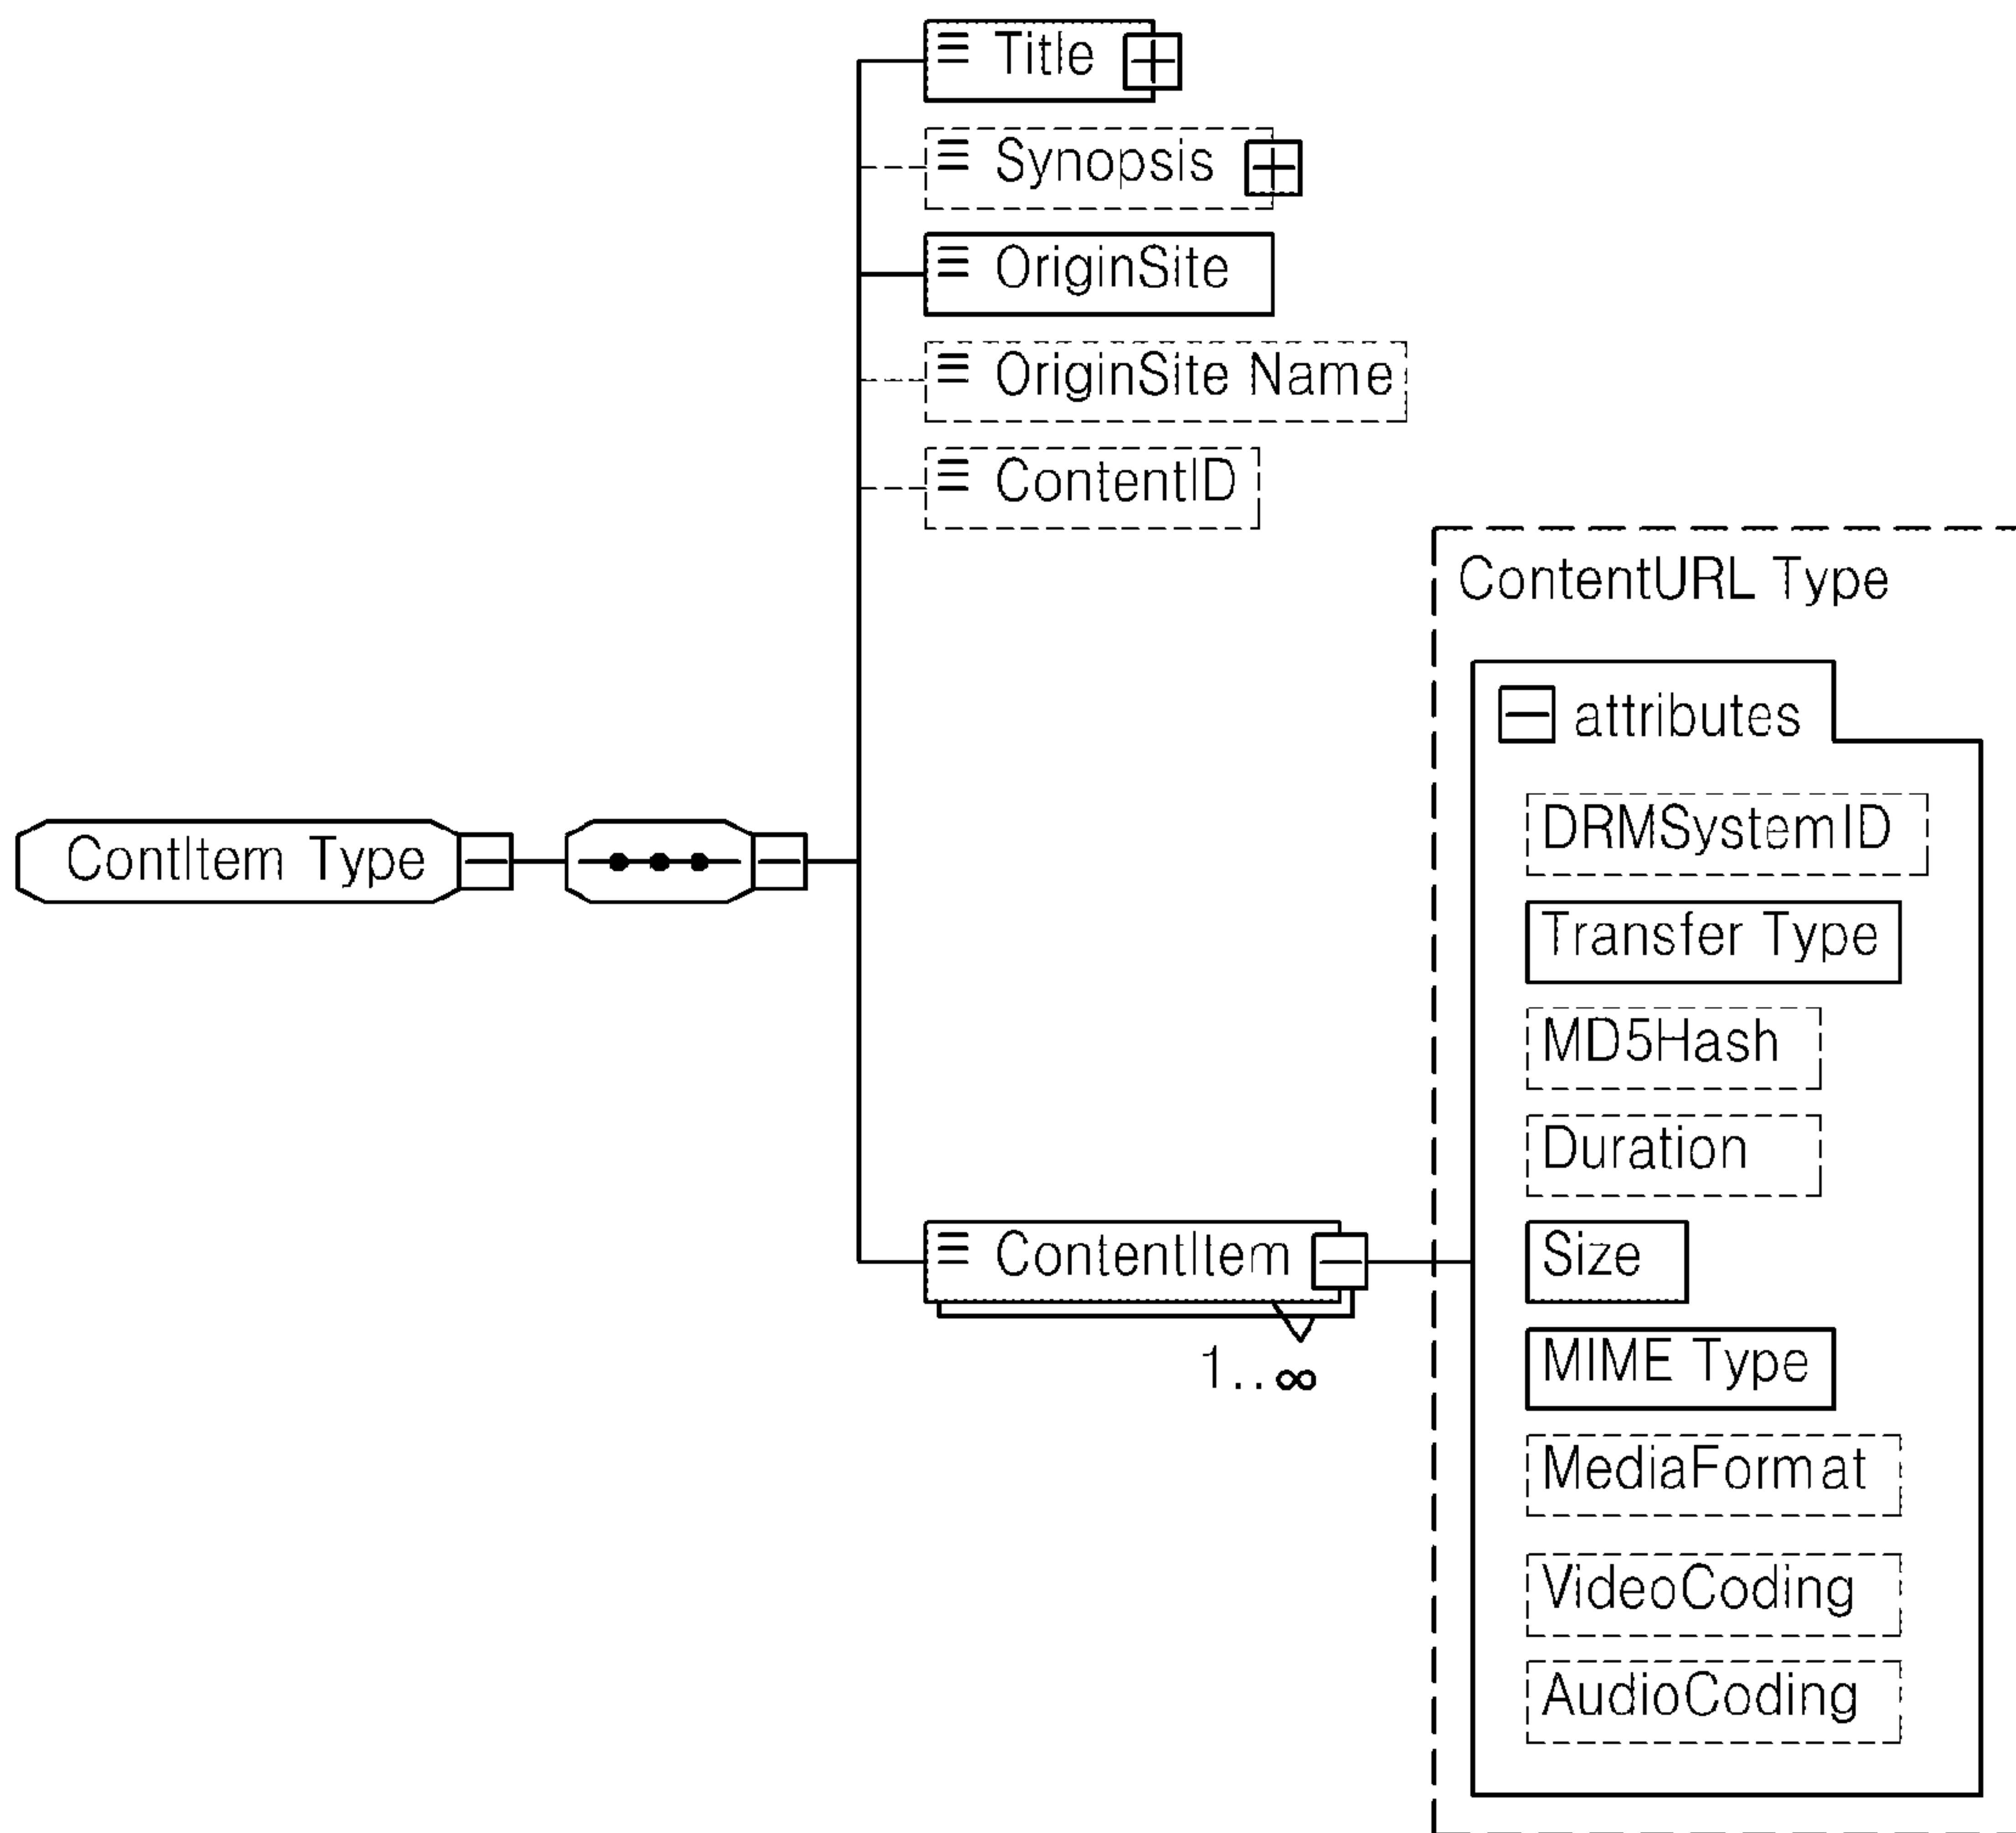 Title
Synopsis
OriginSite
OriginSite Name
ContentID
ContentURL Type
attributes
DRMSystemID
ContItem Type
Transfer Type
MD5Hash
Duration
ContentItem
1..∞
Size
MIME Type
MediaFormat
VideoCoding
AudioCoding